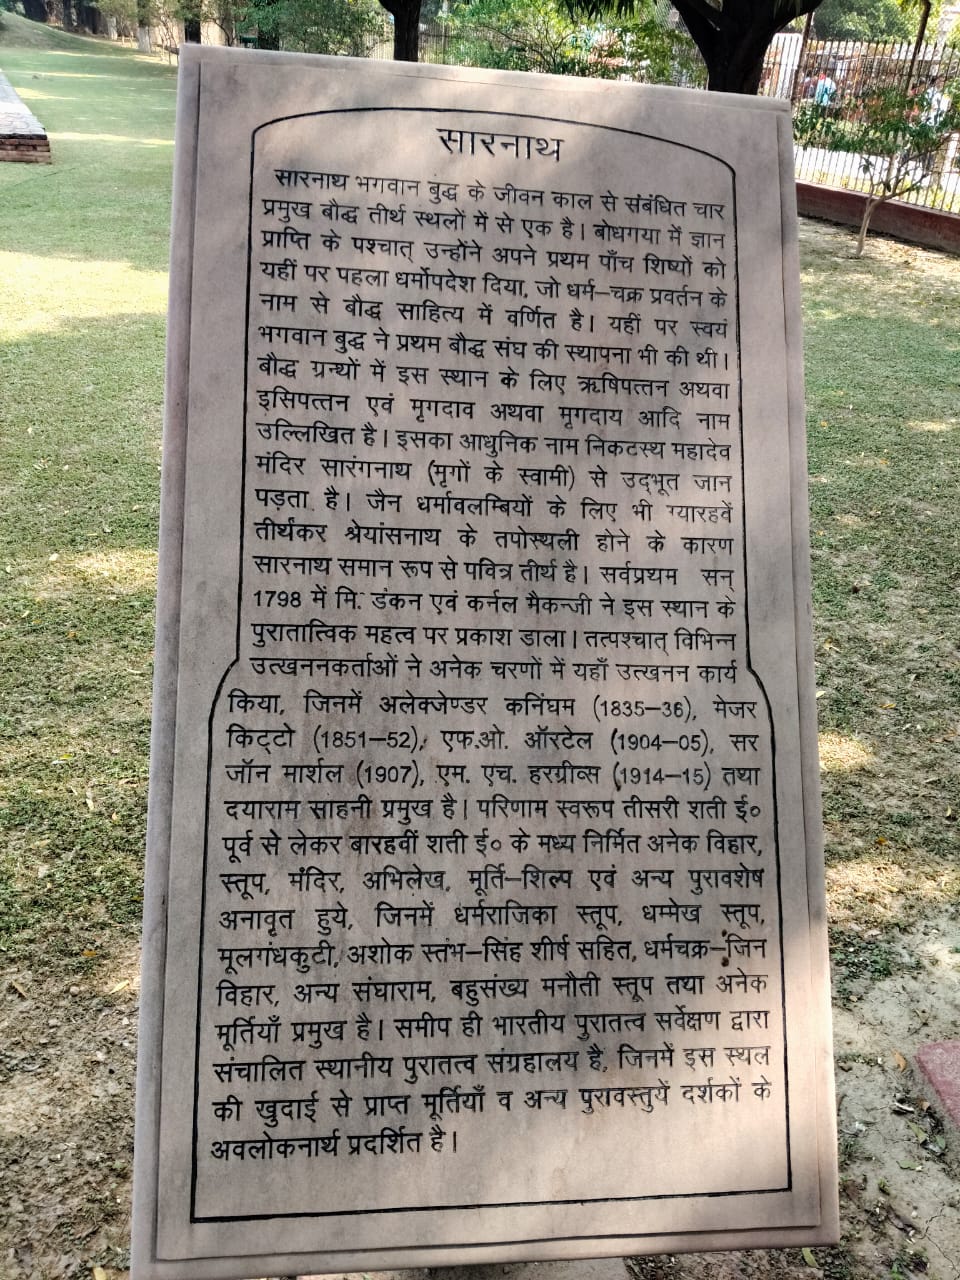 सारनाथ
सारनाथ भगवान बुद्ध के जीवन काल से संबंधित चार
प्रमुख बौद्ध तीर्थ स्थलों में से एक है। बोधगया में ज्ञान
प्राप्ति के पश्चात् उन्होंने अपने प्रथम पाँच शिष्यों को
यहीं पर पहला धर्मोपदेश दिया, जो धर्म–चक्र प्रवर्तन के
नाम से बौद्ध साहित्य में वर्णित है। यहीं पर स्वयं
भगवान बुद्ध ने प्रथम बौद्ध संघ की स्थापना भी की थी।
बौद्ध ग्रन्थों में इस स्थान के लिए ऋषिपत्तन अथवा
इसिपत्तन एवं मृगदाव अथवा मृगदाय आदि नाम
उल्लिखित है। इसका आधुनिक नाम निकटस्थ महादेव
मंदिर सारंगनाथ (मृगों के स्वामी) से उद्भूत जान
पड़ता है। जैन धर्मावलम्बियों के लिए भी ग्यारहवें
तीर्थंकर श्रेयांसनाथ के तपोस्थली होने के कारण
सारनाथ समान रूप से पवित्र तीर्थ है। सर्वप्रथम सन्
1798 में मि. डंकन एवं कर्नल मैकन्जी ने इस स्थान के
पुरातात्विक महत्व पर प्रकाश डाला। तत्पश्चात् विभिन्न
उत्खननकर्ताओं ने अनेक चरणों में यहाँ उत्खनन कार्य
किया, जिनमें अलेक्जेण्डर कनिंघम (1835–36), मेजर
किट्टो (1851–52), एफ.ओ. ऑरटेल (1904–05), सर
जॉन मार्शल (1907), एम. एच. हरग्रीव्स (1914–15) तथा
दयाराम साहनी प्रमुख है। परिणाम स्वरूप तीसरी शती ई०
पूर्व से लेकर बारहवीं शती ई० के मध्य निर्मित अनेक विहार,
स्तूप, मंदिर, अभिलेख, मूर्ति–शिल्प एवं अन्य पुरावशेष
अनावृत हुये, जिनमें धर्मराजिका स्तूप, धम्मेख स्तूप,
मूलगंधकुटी, अशोक स्तंभ–सिंह शीर्ष सहित, धर्मचक्र–जिन
विहार, अन्य संघाराम, बहुसंख्य मनौती स्तूप तथा अनेक
मूर्तियाँ प्रमुख है। समीप ही भारतीय पुरातत्व सर्वेक्षण द्वारा
संचालित स्थानीय पुरातत्व संग्रहालय है, जिनमें इस स्थल
की खुदाई से प्राप्त मूर्तियाँ व अन्य पुरावस्तुयें दर्शकों के
अवलोकनार्थ प्रदर्शित है।